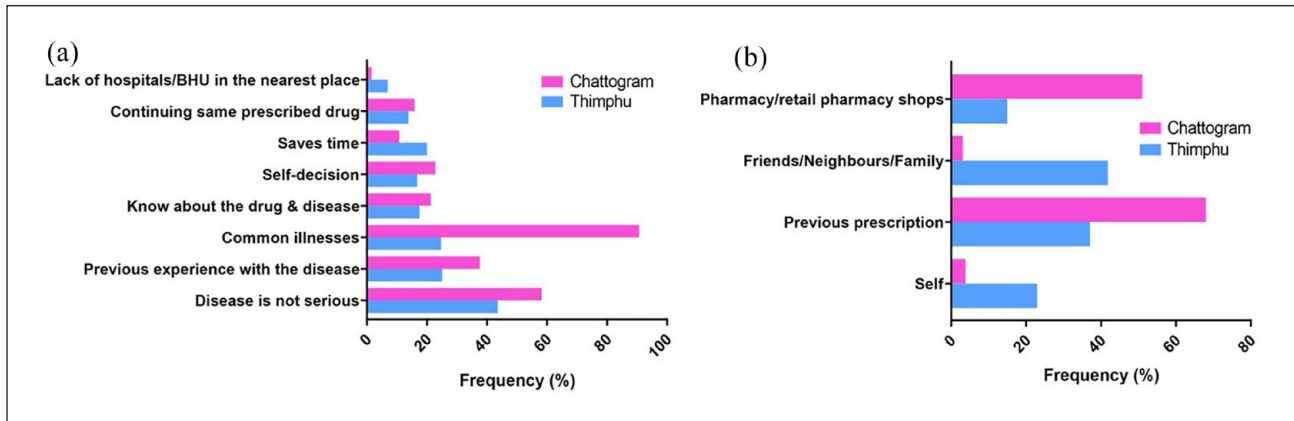 (a)
Chattogram
Thimphu
Lack of hospitals/BHU in the nearest place
Continuing same prescribed drug
Saves time
Self-decision
Know about the drug & disease
Common illnesses
Previous experience with the disease
Disease is not serious
0 20 40 60 80 100
Frequency (%)
(b)
Chattogram
Thimphu
Pharmacy/retail pharmacy shops
Friends/Neighbours/Family
Previous prescription
Self
0 20 40 60 80
Frequency (%)